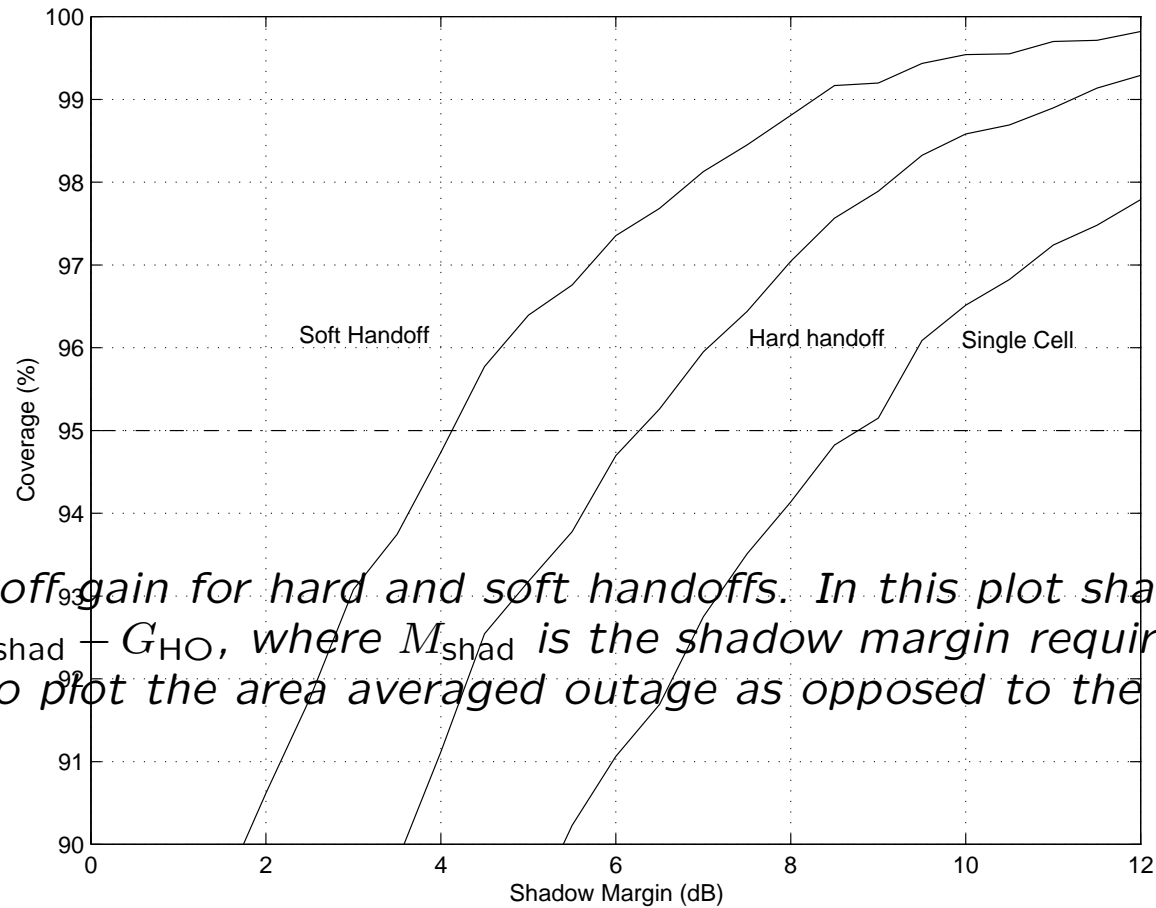 100
99
98
97
96
95
94
93
92
91
90
Coverage (%)
Soft Handoff
Hard handoff
Single Cell
off gain for hard and soft handoffs. In this plot sha
shad − G_HO, where M_shad is the shadow margin requir
o plot the area averaged outage as opposed to the
0 2 4 6 8 10 12
Shadow Margin (dB)